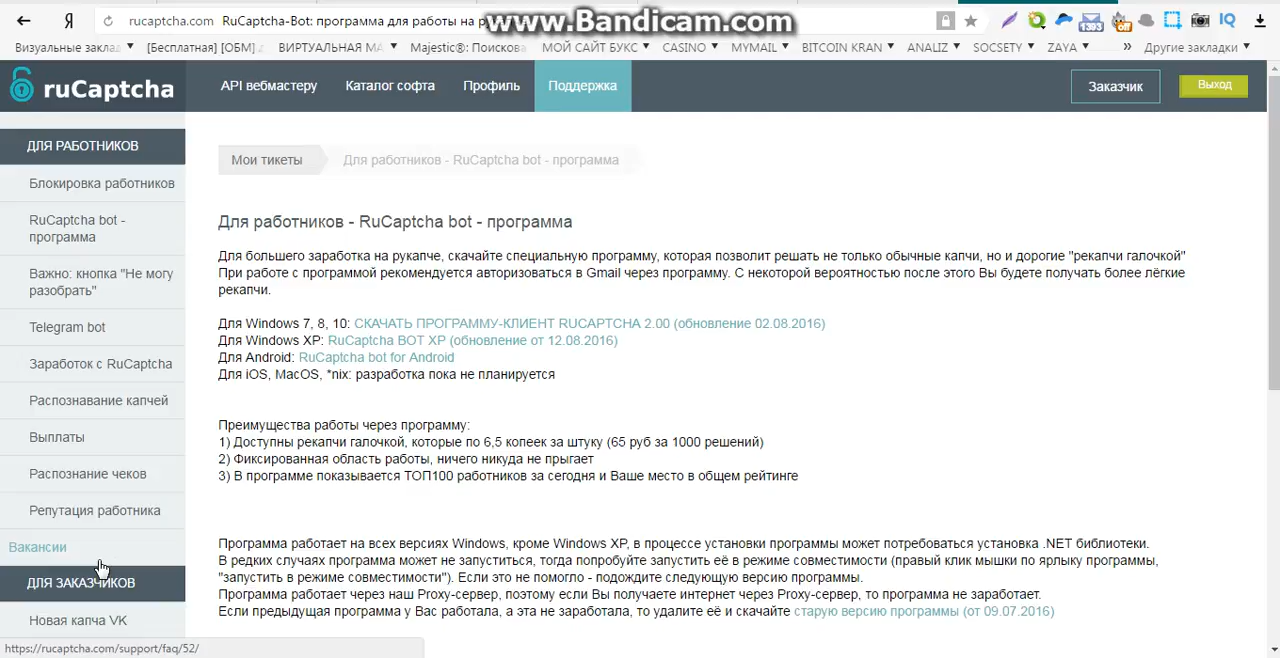 rucaptcha.com RuCaptcha-Bot: программа для работы на
www.Bandicam.com
Визуальные заклад
[Бесплатная] [ОБМ]
ВИРТУАЛЬНАЯ МА
Majestic®: Поискова
МОЙ САЙТ БУКС
CASINO
MYMAIL
BITCOIN KRAN
ANALIZ
SOCSETY
ZAYA
» Другие закладки
ruCaptcha
API вебмастеру
Каталог софта
Профиль
Поддержка
Заказчик
Выход
ДЛЯ РАБОТНИКОВ
Блокировка работников
RuCaptcha bot -
программа
Важно: кнопка "Не могу
разобрать"
Telegram bot
Заработок с RuCaptcha
Распознавание капчей
Выплаты
Распознание чеков
Репутация работника
Вакансии
ДЛЯ ЗАКАЗЧИКОВ
Новая капча VK
Мои тикеты
Для работников - RuCaptcha bot - программа
Для работников - RuCaptcha bot - программа
Для большего заработка на рукапче, скачайте специальную программу, которая позволит решать не только обычные капчи, но и дорогие "рекапчи галочкой"
При работе с программой рекомендуется авторизоваться в Gmail через программу. С некоторой вероятностью после этого Вы будете получать более лёгкие
рекапчи.
Для Windows 7, 8, 10: СКАЧАТЬ ПРОГРАММУ-КЛИЕНТ RUCAPTCHA 2.00 (обновление 02.08.2016)
Для Windows XP: RuCaptcha BOT XP (обновление от 12.08.2016)
Для Android: RuCaptcha bot for Android
Для iOS, MacOS, *nix: разработка пока не планируется
Преимущества работы через программу:
1) Доступны рекапчи галочкой, которые по 6,5 копеек за штуку (65 руб за 1000 решений)
2) Фиксированная область работы, ничего никуда не прыгает
3) В программе показывается ТОП100 работников за сегодня и Ваше место в общем рейтинге
Программа работает на всех версиях Windows, кроме Windows XP, в процессе установки программы может потребоваться установка .NET библиотеки.
В редких случаях программа может не запуститься, тогда попробуйте запустить её в режиме совместимости (правый клик мышки по ярлыку программы,
"запустить в режиме совместимости"). Если это не помогло - подождите следующую версию программы.
Программа работает через наш Proxy-сервер, поэтому если Вы получаете интернет через Proxy-сервер, то программа не заработает.
Если предыдущая программа у Вас работала, а эта не заработала, то удалите её и скачайте старую версию программы (от 09.07.2016)
https://rucaptcha.com/support/faq/52/